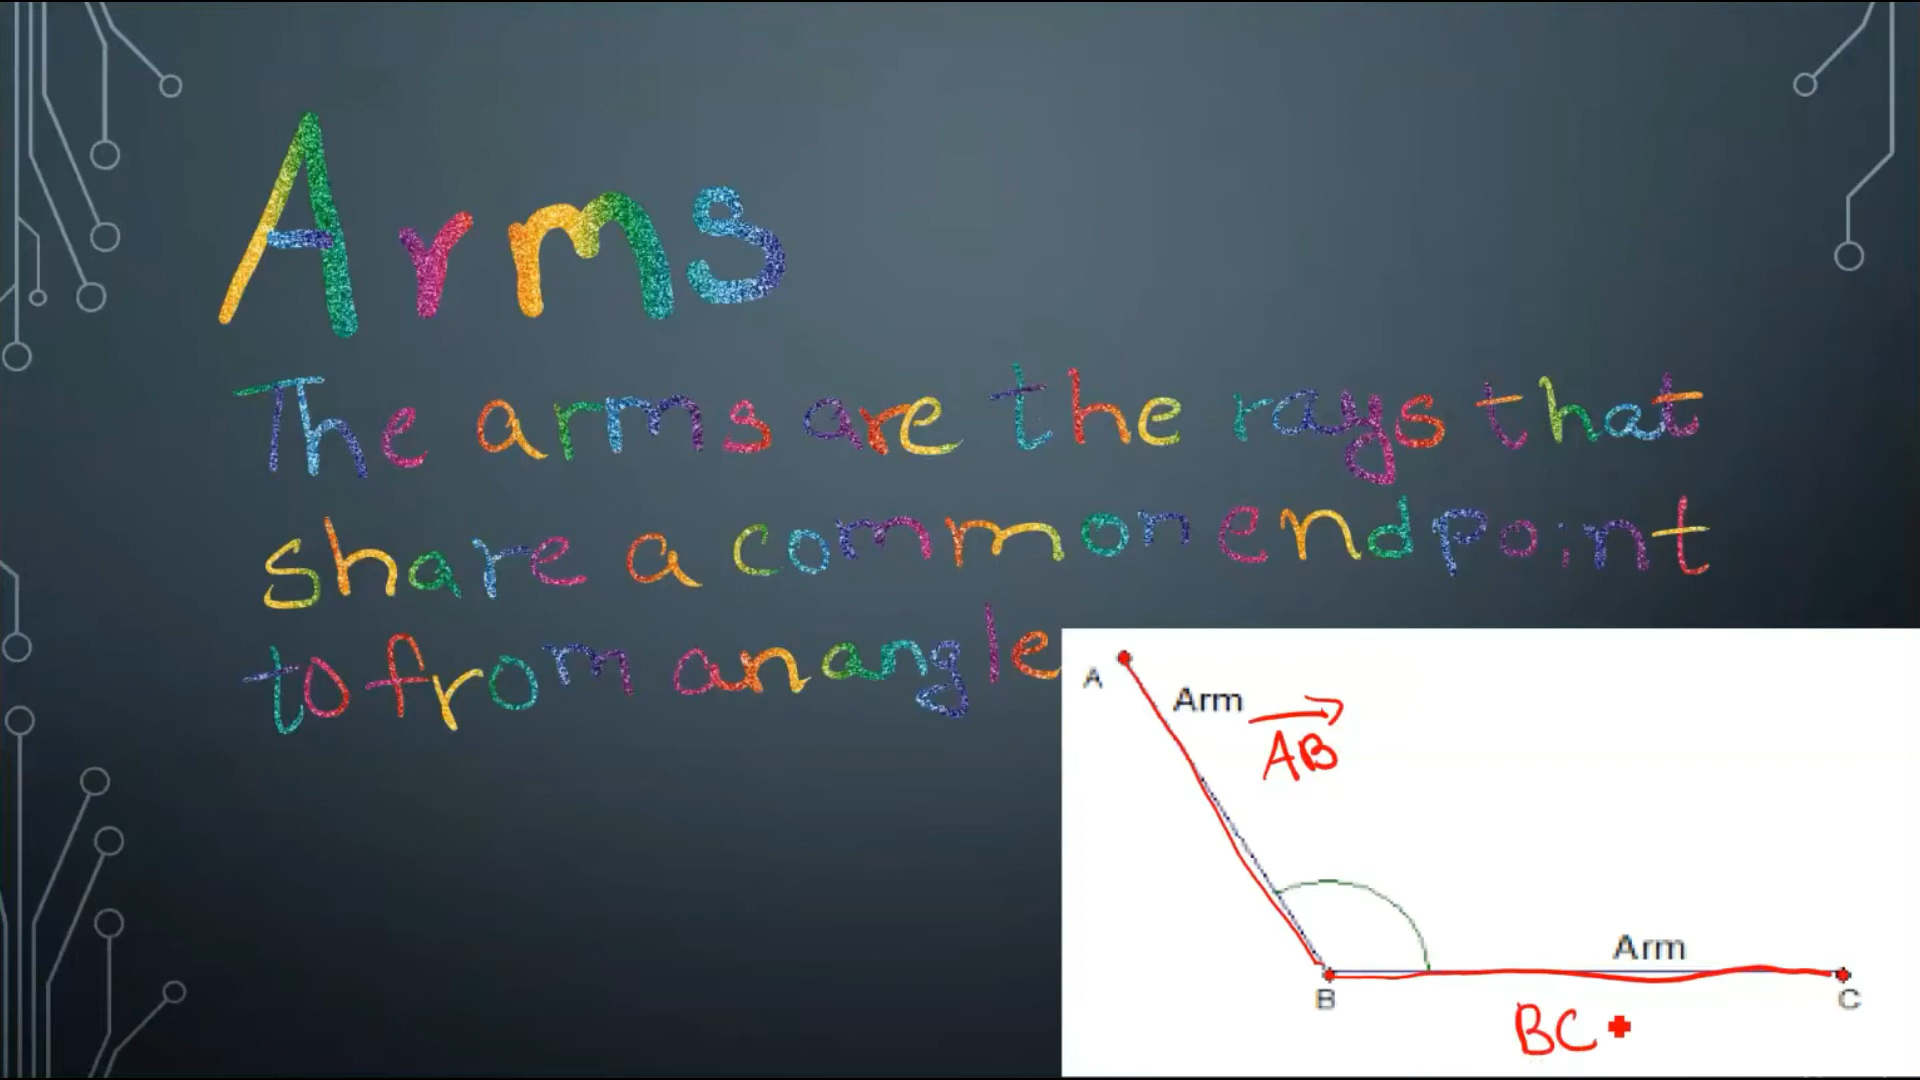 Arms
The arms are the rays that
share a common endpoint
to from an angle
A
Arm
AB
Arm
B
C
BC